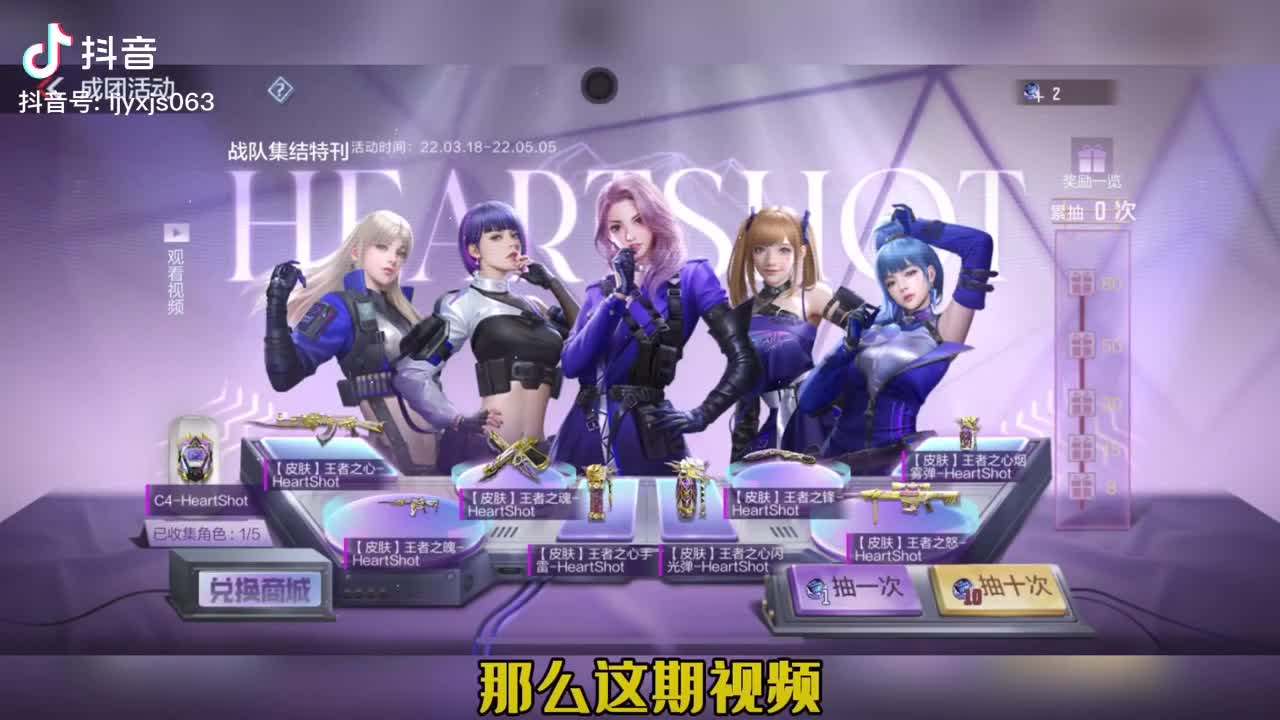 抖音
成团活动
?
2
抖音号: ljyxjs063
战队集结特刊 活动时间: 22.03.18-22.05.05
HEARTSHOT
奖励一览
累抽 0 次
观看视频
80
50
30
15
8
【皮肤】王者之心-
HeartShot
【皮肤】王者之心烟
雾弹-HeartShot
C4-HeartShot
【皮肤】王者之魂-
HeartShot
【皮肤】王者之锋-
HeartShot
已收集角色: 1/5
【皮肤】王者之魄-
HeartShot
【皮肤】王者之心手
雷-HeartShot
【皮肤】王者之心闪
光弹-HeartShot
【皮肤】王者之怒-
HeartShot
兑换商城
1 抽一次
10 抽十次
那么这期视频